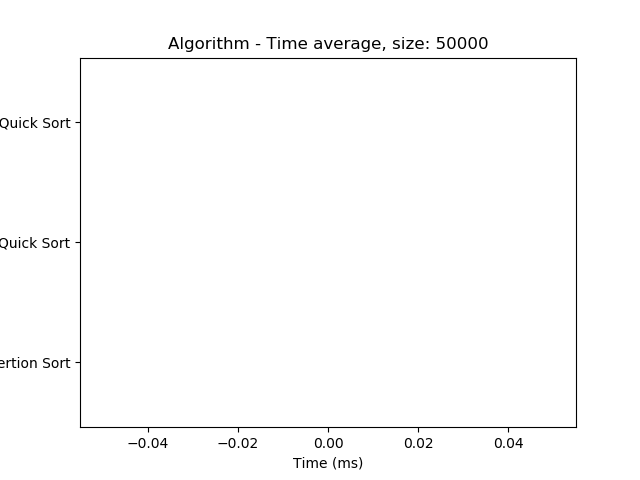 Algorithm - Time average, size: 50000
Quick Sort
Quick Sort
ertion Sort
−0.04 −0.02 0.00 0.02 0.04
Time (ms)